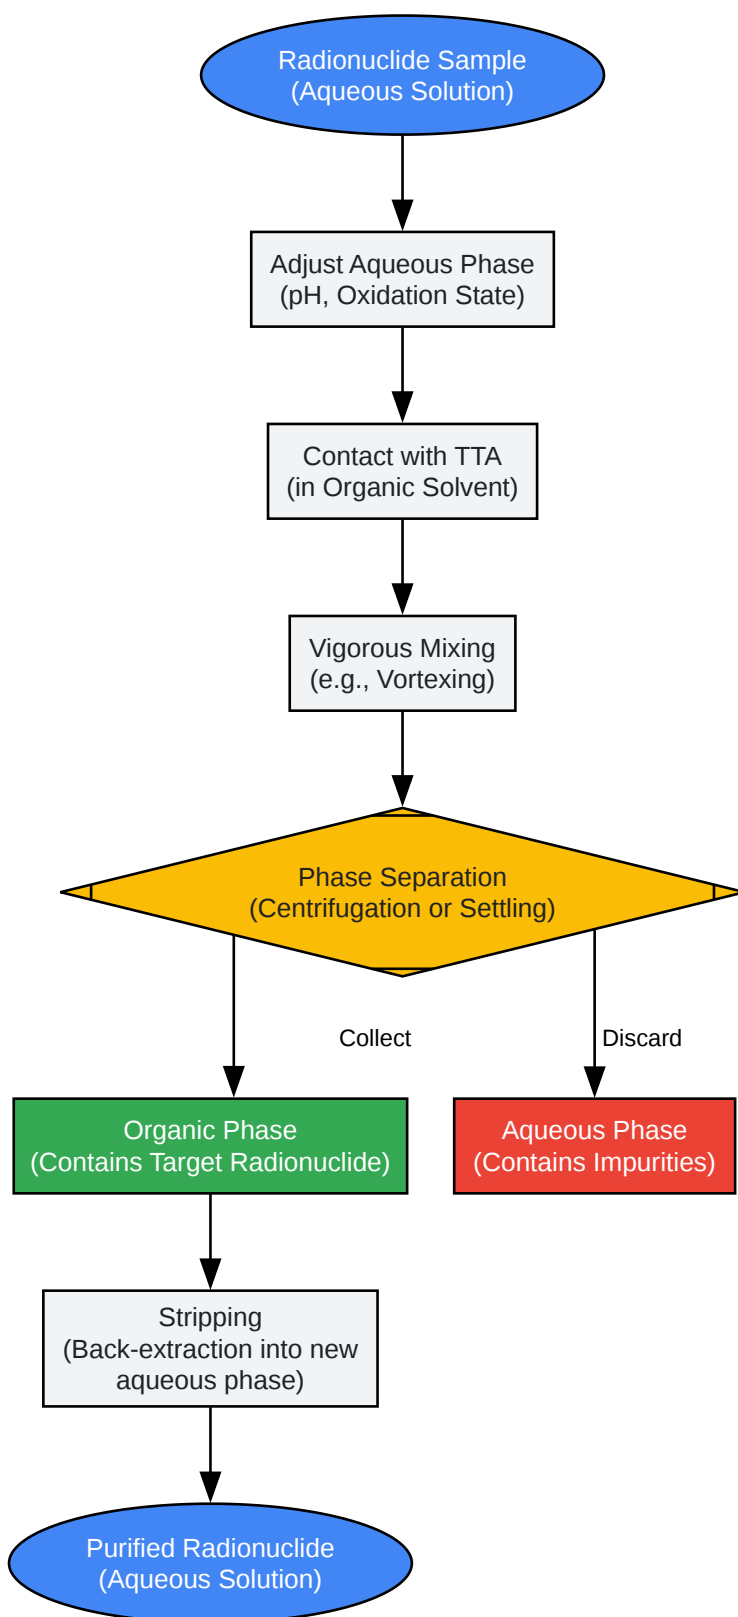 Radionuclide Sample
(Aqueous Solution)
Adjust Aqueous Phase
(pH, Oxidation State)
Contact with TTA
(in Organic Solvent)
Vigorous Mixing
(e.g., Vortexing)
Phase Separation
(Centrifugation or Settling)
Collect
Discard
Organic Phase
(Contains Target Radionuclide)
Aqueous Phase
(Contains Impurities)
Stripping
(Back-extraction into new
aqueous phase)
Purified Radionuclide
(Aqueous Solution)